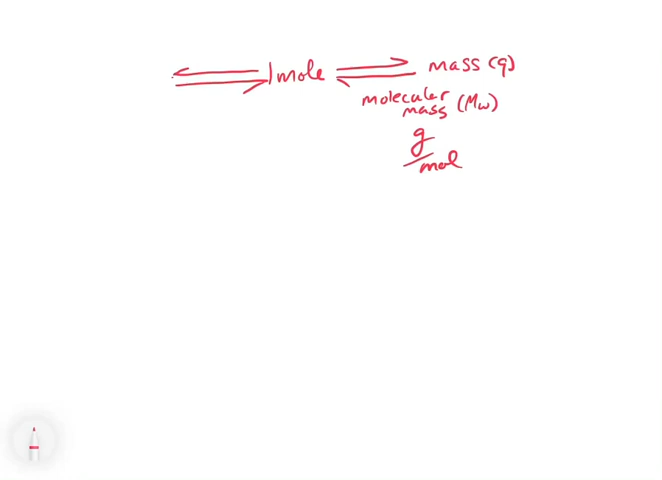 1 mole mass (g)
molecular
mass (Mw)
g
mol